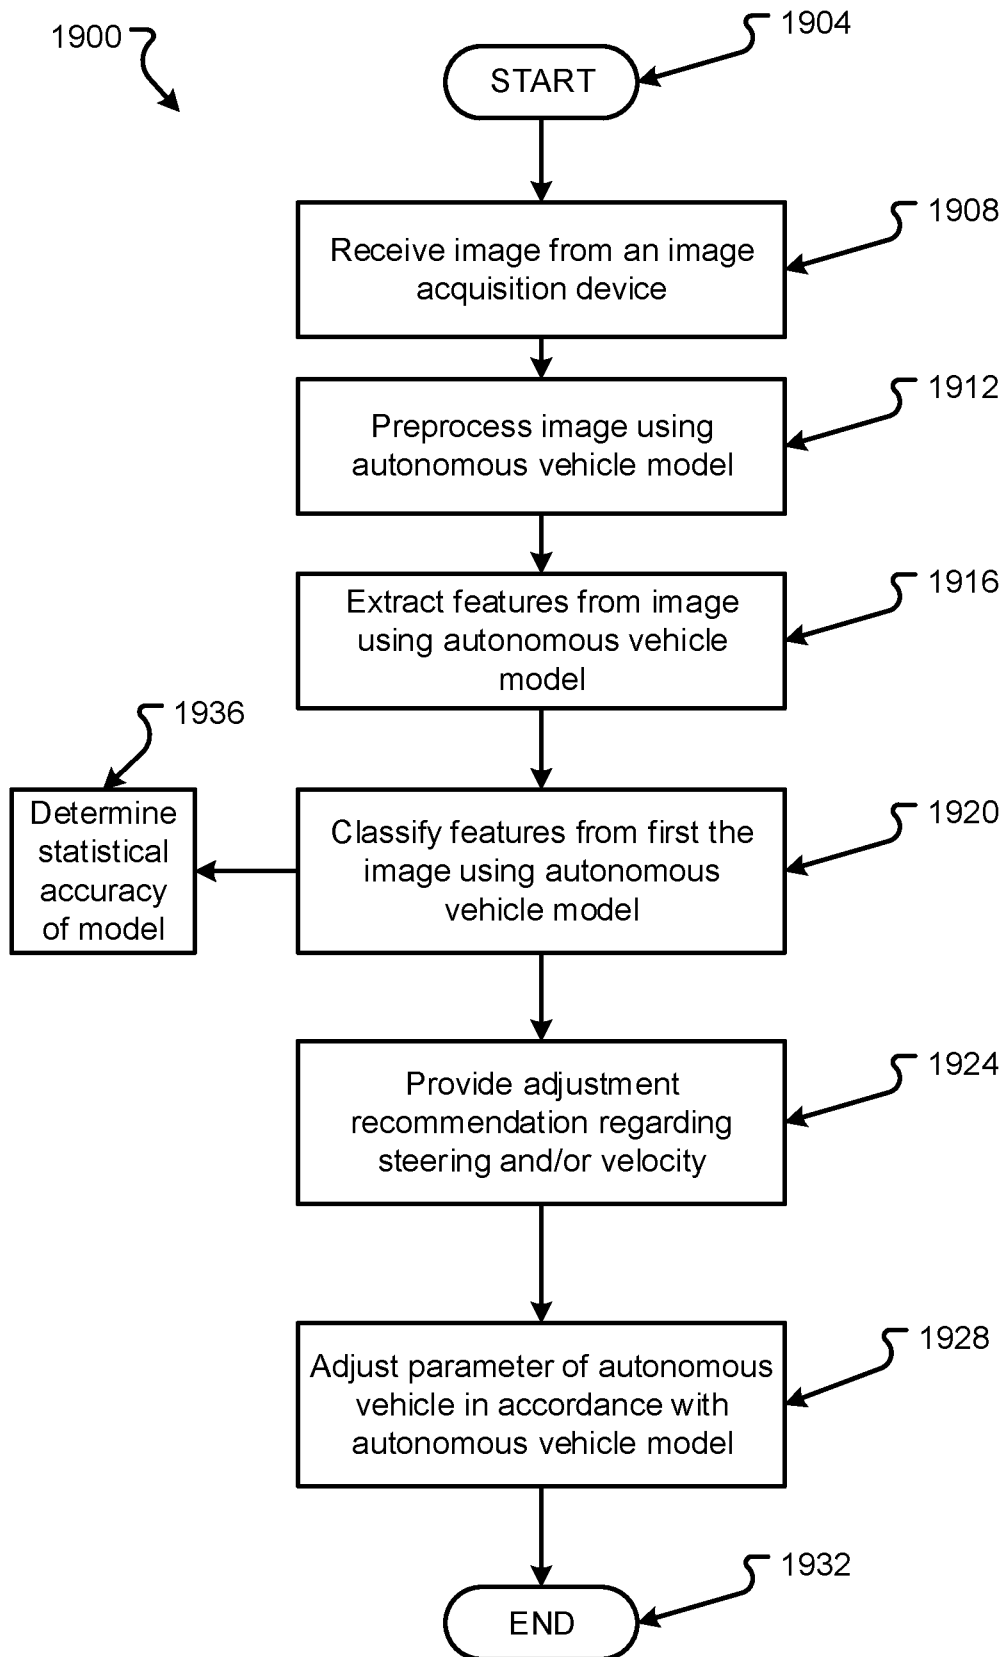 1900
1904
START
1908
Receive image from an image
acquisition device
1912
Preprocess image using
autonomous vehicle model
1916
Extract features from image
using autonomous vehicle
model
1936
Determine
statistical
accuracy
of model
1920
Classify features from first the
image using autonomous
vehicle model
1924
Provide adjustment
recommendation regarding
steering and/or velocity
1928
Adjust parameter of autonomous
vehicle in accordance with
autonomous vehicle model
1932
END